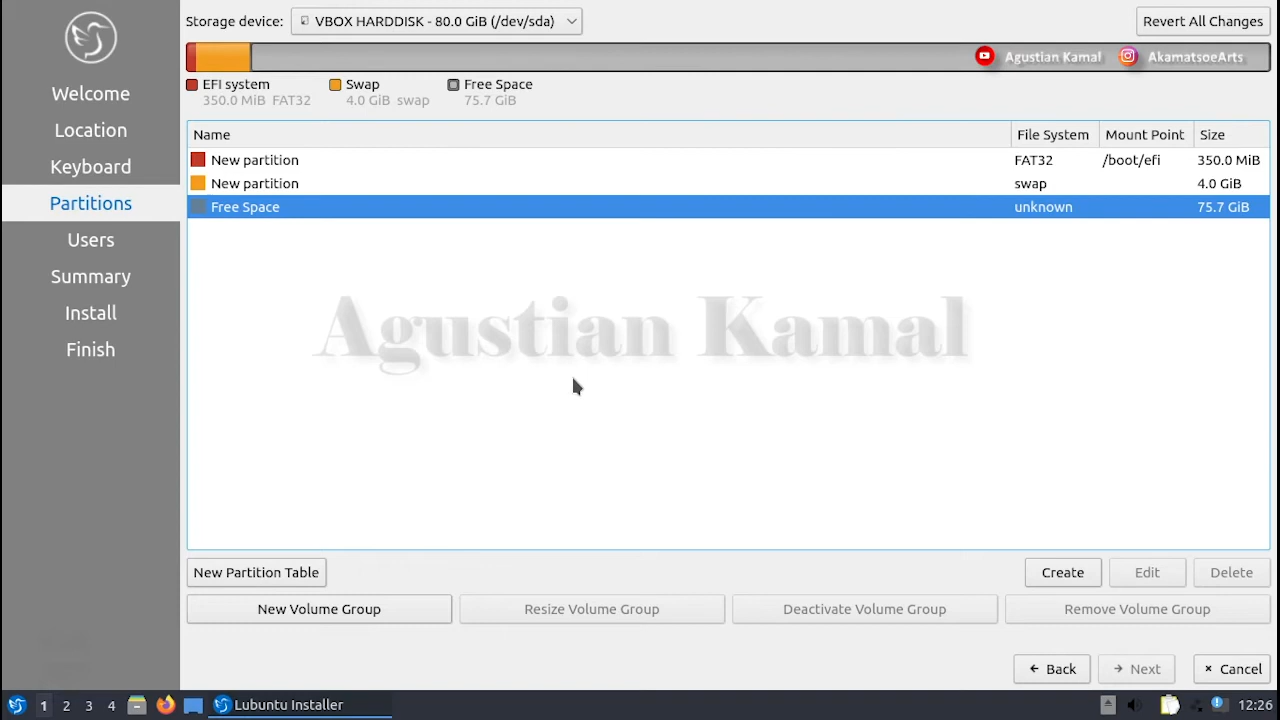 Storage device: VBOX HARDDISK - 80.0 GiB (/dev/sda) Revert All Changes
Agustian Kamal AkamatsoeArts
EFI system Swap Free Space
350.0 MiB FAT32 4.0 GiB swap 75.7 GiB
Welcome
Location
Keyboard
Partitions
Users
Summary
Install
Finish
Name File System Mount Point Size
New partition FAT32 /boot/efi 350.0 MiB
New partition swap 4.0 GiB
Free Space unknown 75.7 GiB
Agustian Kamal
New Partition Table Create Edit Delete
New Volume Group Resize Volume Group Deactivate Volume Group Remove Volume Group
Back Next Cancel
1 2 3 4 Lubuntu Installer 12:26